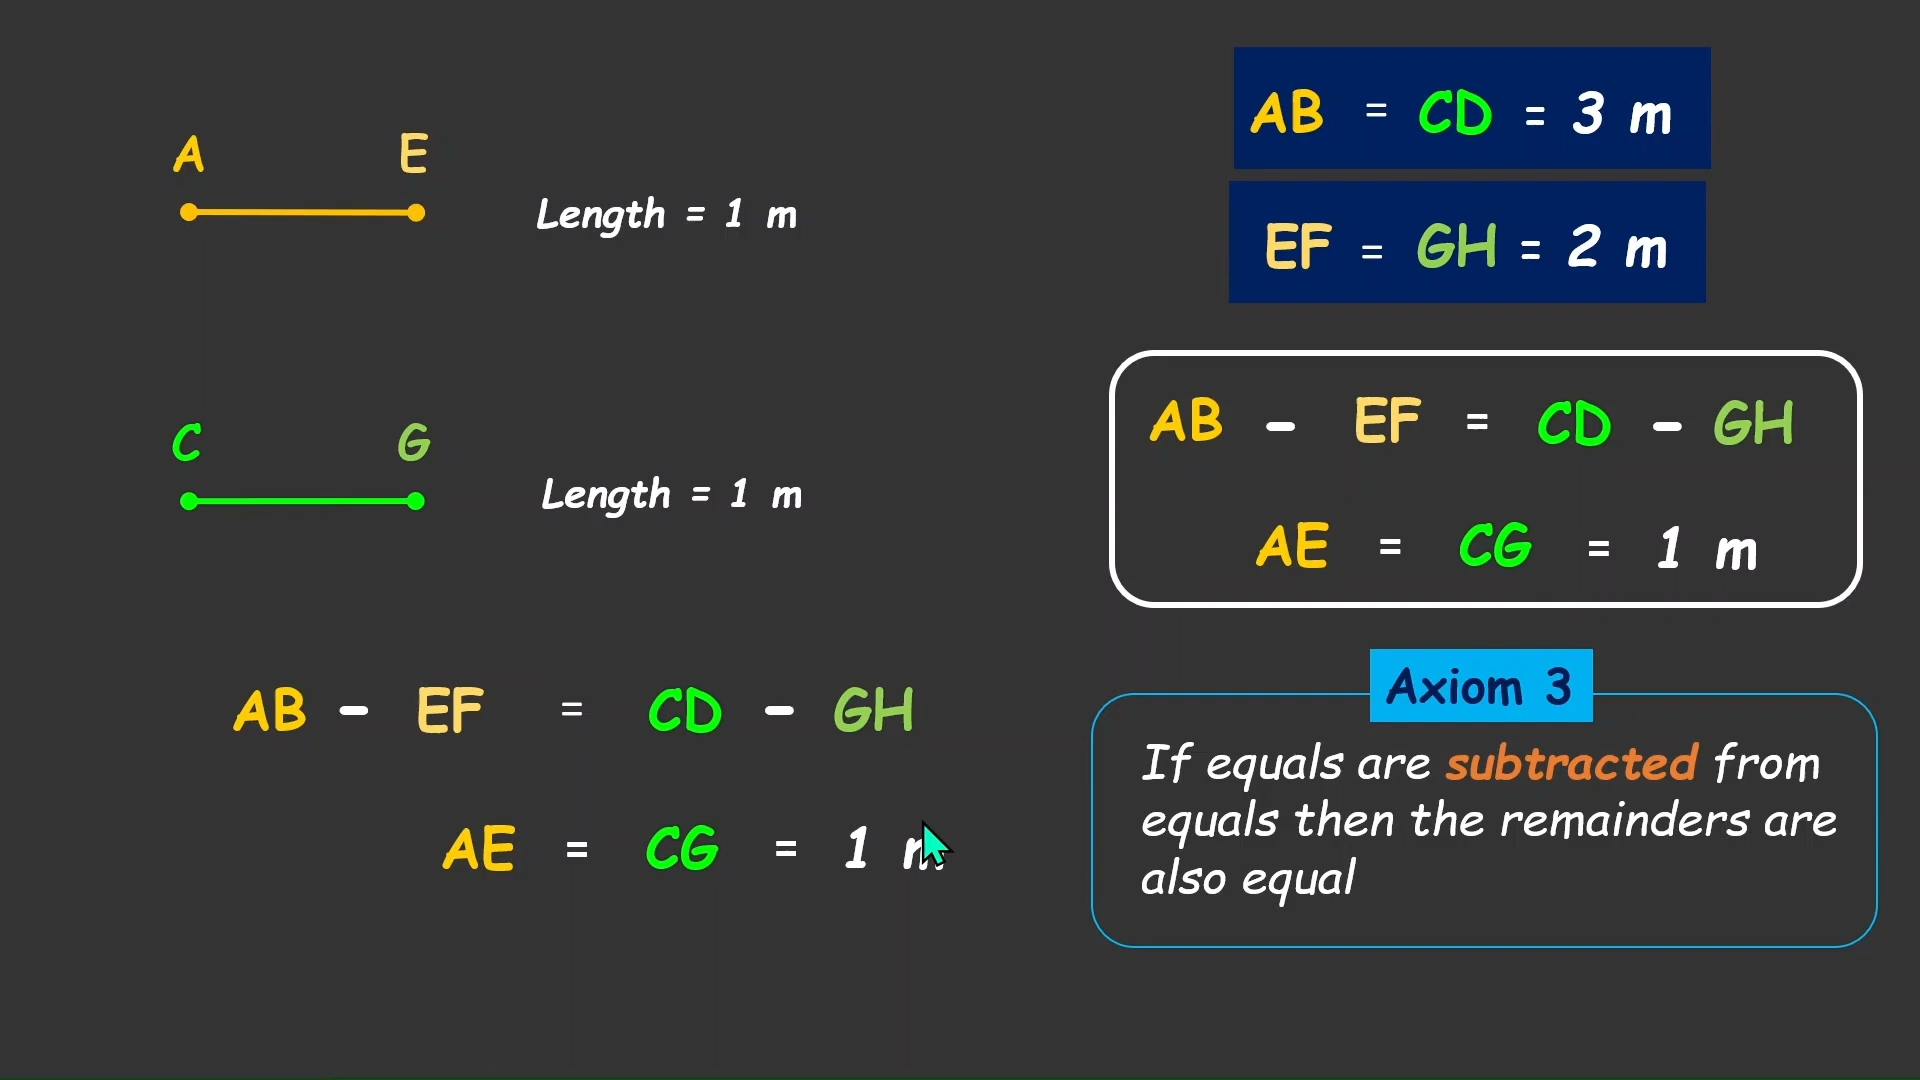 A E
Length = 1 m
C G
Length = 1 m
AB - EF = CD - GH
AE = CG = 1 m
AB = CD = 3 m
EF = GH = 2 m
AB - EF = CD - GH
AE = CG = 1 m
Axiom 3
If equals are subtracted from
equals then the remainders are
also equal